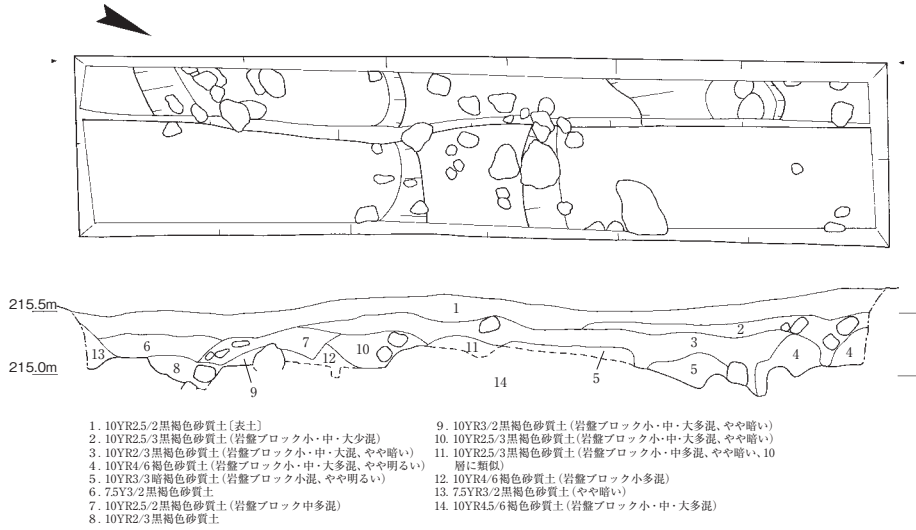 215.5m
1
2
3
6
7
10
11
13
12
4
4
215.0m
8
5
5
9
14
1. 10YR2.5/2黒褐色砂質土〔表土〕
2. 10YR2.5/3黒褐色砂質土(岩盤ブロック小・中・大少混)
3. 10YR2/3黒褐色砂質土(岩盤ブロック小・中・大混、やや暗い)
4. 10YR4/6褐色砂質土(岩盤ブロック小・中・大多混、やや明るい)
5. 10YR3/3暗褐色砂質土(岩盤ブロック小混、やや明るい)
6. 7.5Y3/2黒褐色砂質土
7. 10YR2.5/2黒褐色砂質土(岩盤ブロック中多混)
8. 10YR2/3黒褐色砂質土
9. 10YR3/2黒褐色砂質土(岩盤ブロック小・中・大多混、やや暗い)
10. 10YR2.5/3黒褐色砂質土(岩盤ブロック小・中・大多混、やや暗い)
11. 10YR2.5/3黒褐色砂質土(岩盤ブロック小・中多混、やや暗い、10
層に類似)
12. 10YR4/6褐色砂質土(岩盤ブロック小多混)
13. 7.5YR3/2黒褐色砂質土(やや暗い)
14. 10YR4.5/6褐色砂質土(岩盤ブロック小・中・大多混)